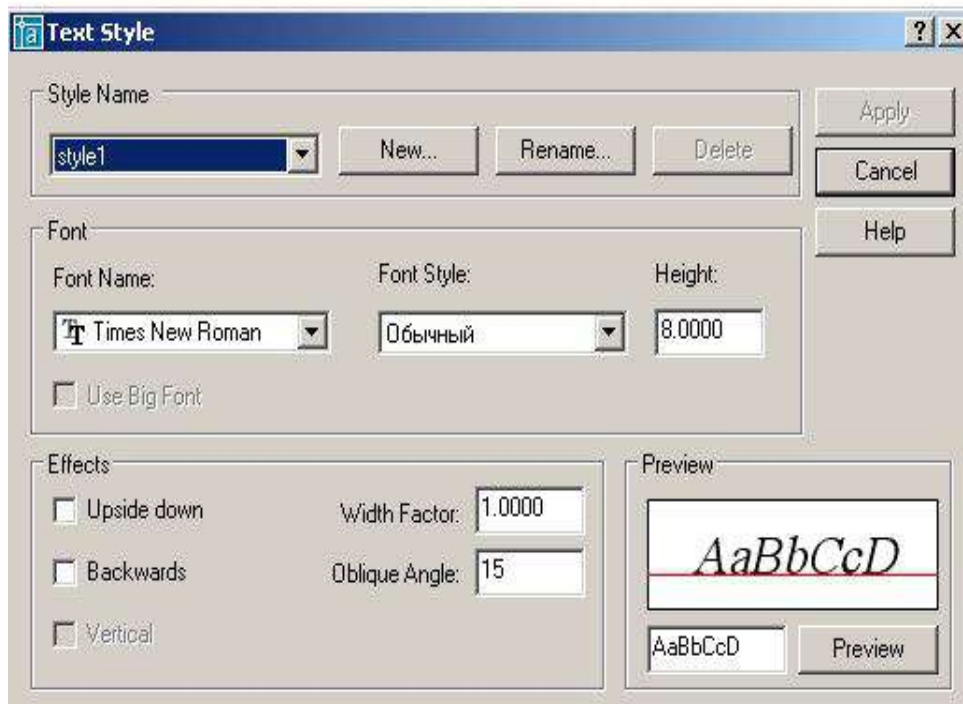 Text Style
Style Name
style1
New...
Rename...
Delete
Apply
Cancel
Help
Font
Font Name:
Font Style:
Height:
Times New Roman
Обычный
8.0000
Use Big Font
Effects
Upside down
Width Factor: 1.0000
Backwards
Oblique Angle: 15
Vertical
Preview
AaBbCcD
AaBbCcD
Preview